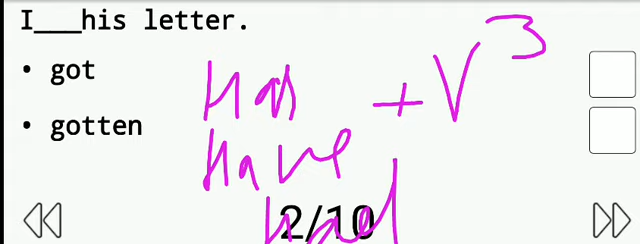 I___his letter.
• got
• gotten
Has + V3
Have
had
2/10